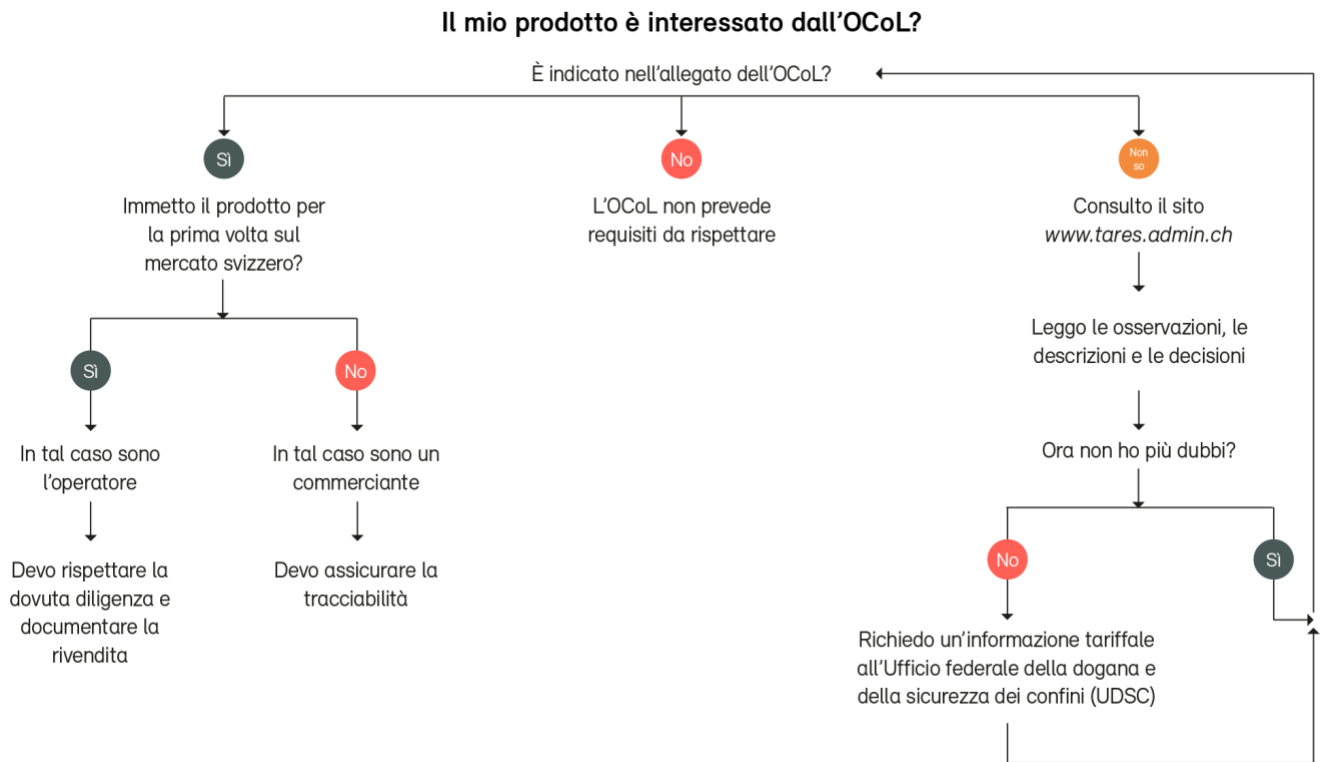 Il mio prodotto è interessato dall'OCoL?
È indicato nell'allegato dell'OCoL?
Sì
No
Non
so
Immetto il prodotto per
la prima volta sul
mercato svizzero?
L'OCoL non prevede
requisiti da rispettare
Consulto il sito
www.tares.admin.ch
Leggo le osservazioni, le
descrizioni e le decisioni
Sì
No
In tal caso sono
l'operatore
In tal caso sono un
commerciante
Ora non ho più dubbi?
Devo rispettare la
dovuta diligenza e
documentare la
rivendita
Devo assicurare la
tracciabilità
No
Sì
Richiedo un'informazione tariffale
all'Ufficio federale della dogana e
della sicurezza dei confini (UDSC)